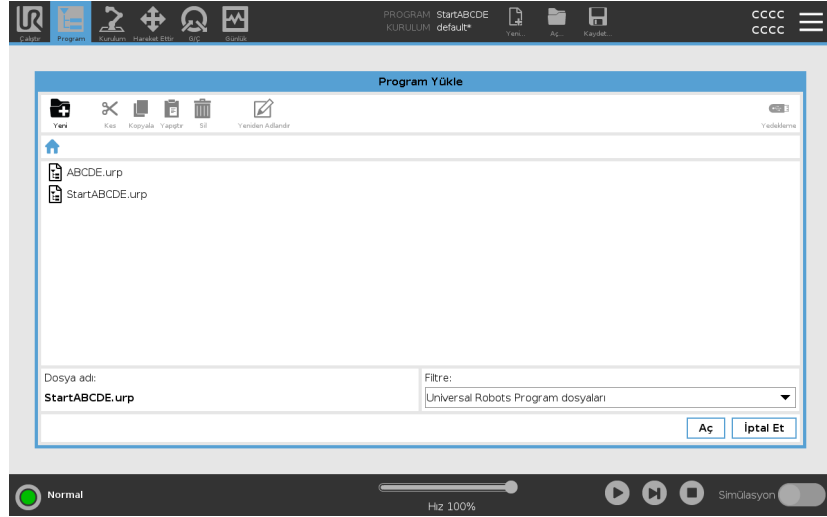 UR
PROGRAM StartABCDE
KURULUM default*
cccc
cccc
Çalıştır Program Kurulum Hareket Ettir G/Ç Günlük Yeni... Aç... Kaydet...
Program Yükle
Yeni Kes Kopyala Yapıştır Sil Yeniden Adlandır Yedekleme
ABCDE.urp
StartABCDE.urp
Dosya adı: Filtre:
StartABCDE.urp Universal Robots Program dosyaları
Aç İptal Et
Normal Hız 100% Simülasyon